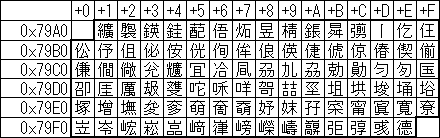 +0 +1 +2 +3 +4 +5 +6 +7 +8 +9 +A +B +C +D +E +F
0x79A0 纊 褜 鍈 銈 蓜 俉 炻 昱 棈 鋹 曻 彅 丨 仡 仼
0x79B0 伀 伃 伹 佖 侒 侊 侚 侔 俍 偀 倢 俿 倞 偆 偰 偂
0x79C0 傔 僴 僘 兊 兤 冝 冾 凬 刕 劜 劦 勀 勛 匀 匇 匤
0x79D0 卲 厓 厲 叝 﨎 咜 咊 咩 哿 喆 坙 坥 垬 埈 埇 﨏
0x79E0 塚 增 墲 夋 奓 奛 奝 奣 妤 妺 孖 寀 甯 寘 寬 尞
0x79F0 岦 岺 峵 崧 嵓 﨑 嵂 嵭 嶸 嶹 巐 弡 弴 彧 德